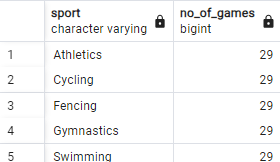 sport no_of_games
character varying bigint
1 Athletics 29
2 Cycling 29
3 Fencing 29
4 Gymnastics 29
5 Swimming 29